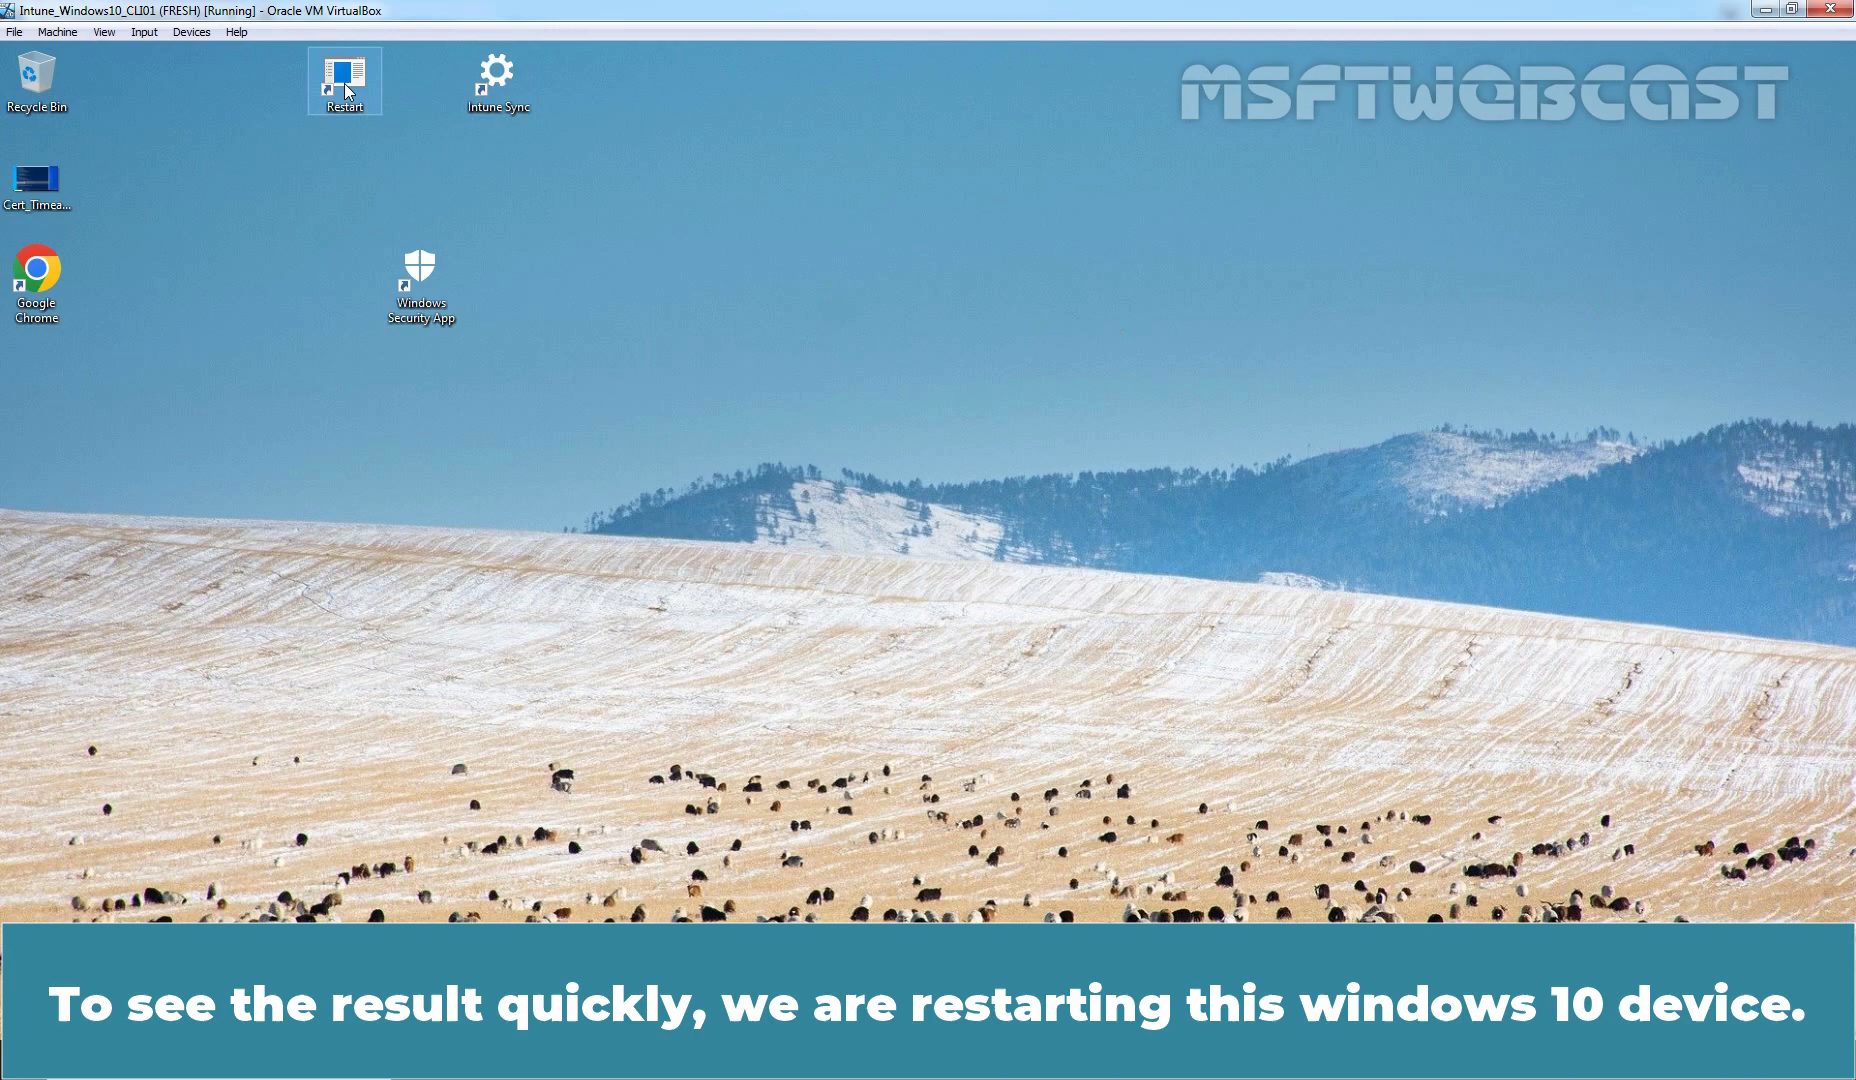 Intune_Windows10_CLI01 (FRESH) [Running] - Oracle VM VirtualBox
File Machine View Input Devices Help
MSFTWEBCAST
Recycle Bin
Restart
Intune Sync
Cert_Timea...
Google
Chrome
Windows
Security App
To see the result quickly, we are restarting this windows 10 device.